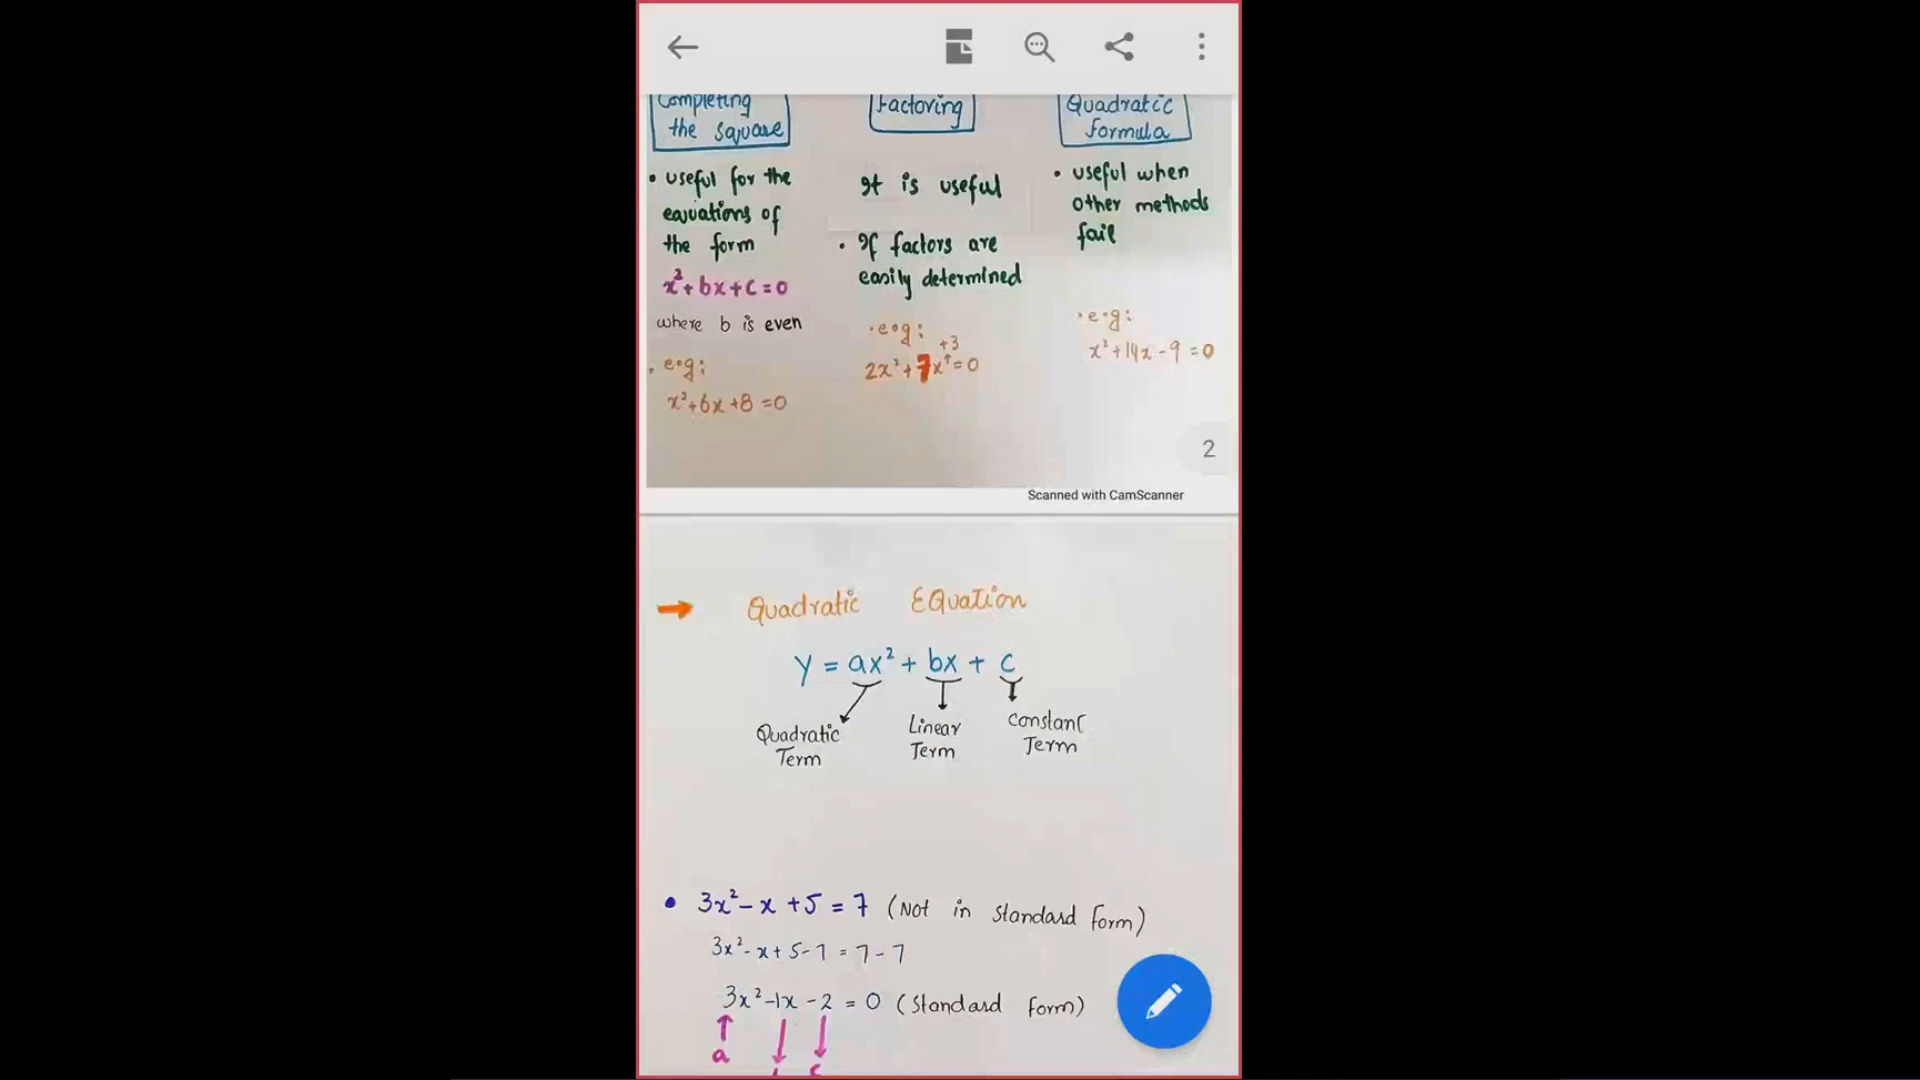 Completing
the square
• useful for the
equations of
the form
x²+bx+c=0
where b is even
• e.g:
x²+6x+8=0
Factoring
It is useful
• If factors are
easily determined
• e.g:
+3
2x²+7x↑=0
Quadratic
formula
• useful when
other methods
fail
• e.g:
x²+14x-9=0
2
Scanned with CamScanner
→ Quadratic Equation
y = ax² + bx + c
Quadratic
Term
Linear
Term
Constant
Term
• 3x²-x+5=7 (Not in standard form)
3x²-x+5-7=7-7
3x²-1x-2=0 (Standard form)
a